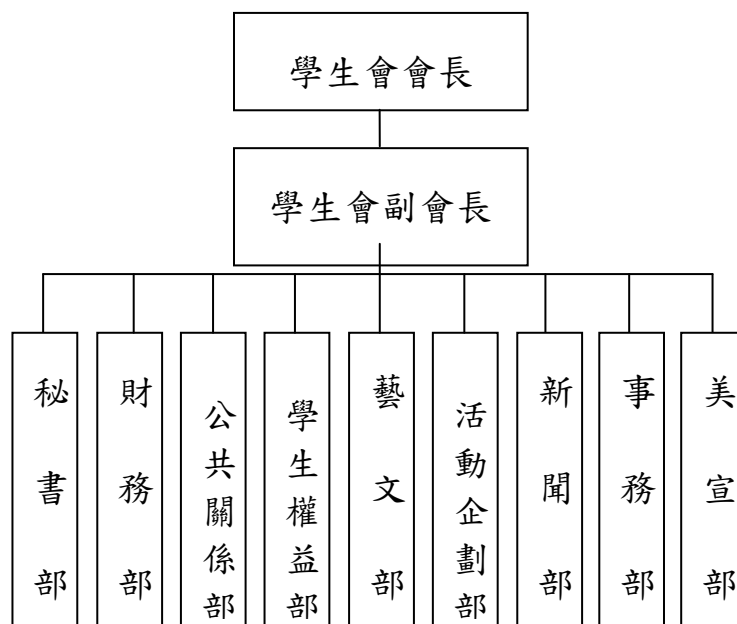 學生會會長
學生會副會長
秘書部
財務部
公共關係部
學生權益部
藝文部
活動企劃部
新聞部
事務部
美宣部